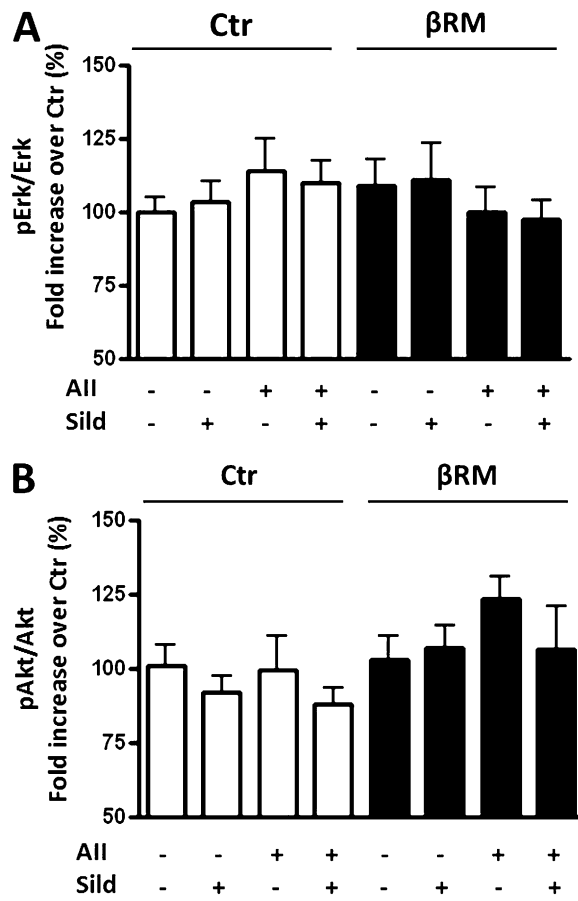 A
Ctr
βRM
pErk/Erk
Fold increase over Ctr (%)
150
125
100
75
50
AII - - + + - - + +
Sild - + - + - + - +
B
Ctr
βRM
pAkt/Akt
Fold increase over Ctr (%)
150
125
100
75
50
AII - - + + - - + +
Sild - + - + - + - +